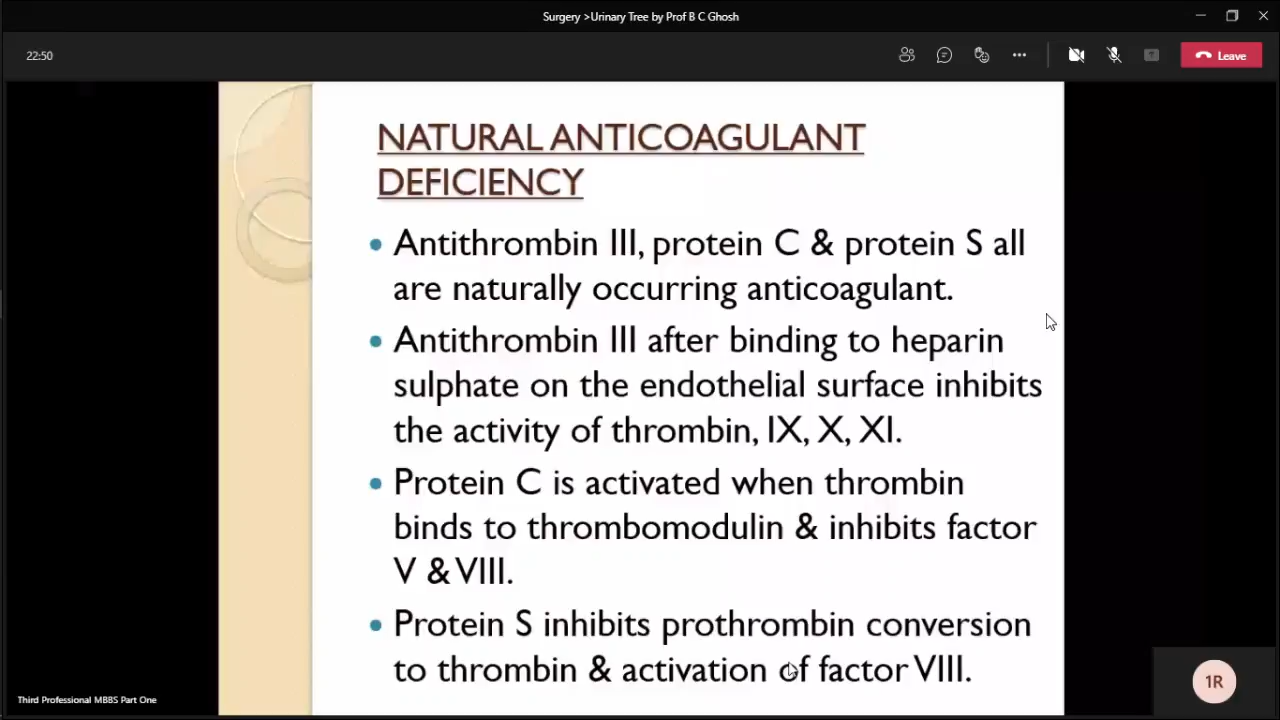 Surgery >Urinary Tree by Prof B C Ghosh
22:50
Leave
NATURAL ANTICOAGULANT
DEFICIENCY
• Antithrombin III, protein C & protein S all
are naturally occurring anticoagulant.
• Antithrombin III after binding to heparin
sulphate on the endothelial surface inhibits
the activity of thrombin, IX, X, XI.
• Protein C is activated when thrombin
binds to thrombomodulin & inhibits factor
V & VIII.
• Protein S inhibits prothrombin conversion
to thrombin & activation of factor VIII.
Third Professional MBBS Part One
1R